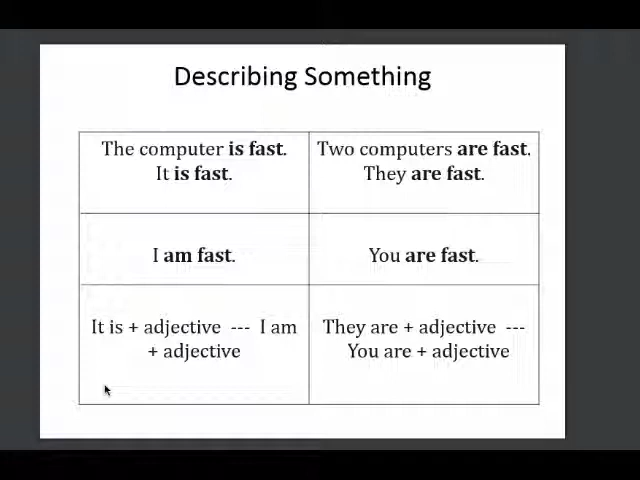 Describing Something
The computer is fast.
It is fast.
Two computers are fast.
They are fast.
I am fast.
You are fast.
It is + adjective --- I am
+ adjective
They are + adjective ---
You are + adjective